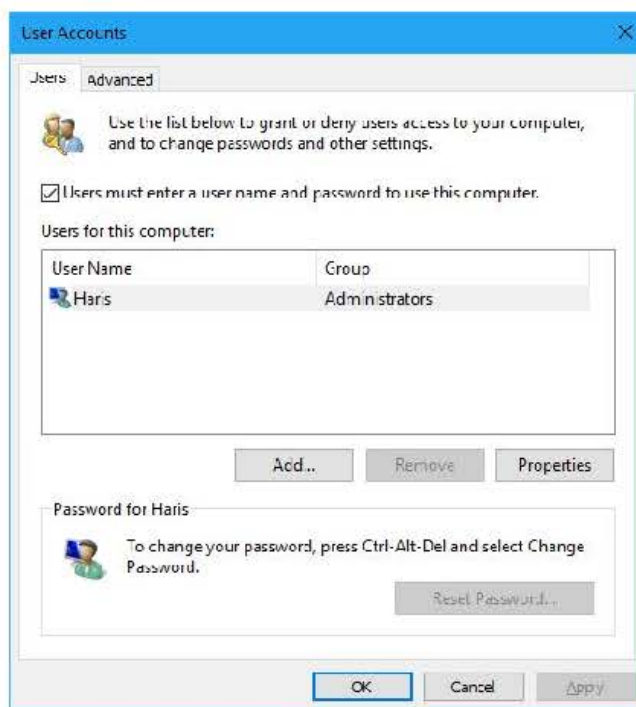 User Accounts
Users Advanced
Use the list below to grant or deny users access to your computer,
and to change passwords and other settings.
Users must enter a user name and password to use this computer.
Users for this computer:
User Name Group
Haris Administrators
Add... Remove Properties
Password for Haris
To change your password, press Ctrl-Alt-Del and select Change
Password.
Reset Password...
OK Cancel Apply